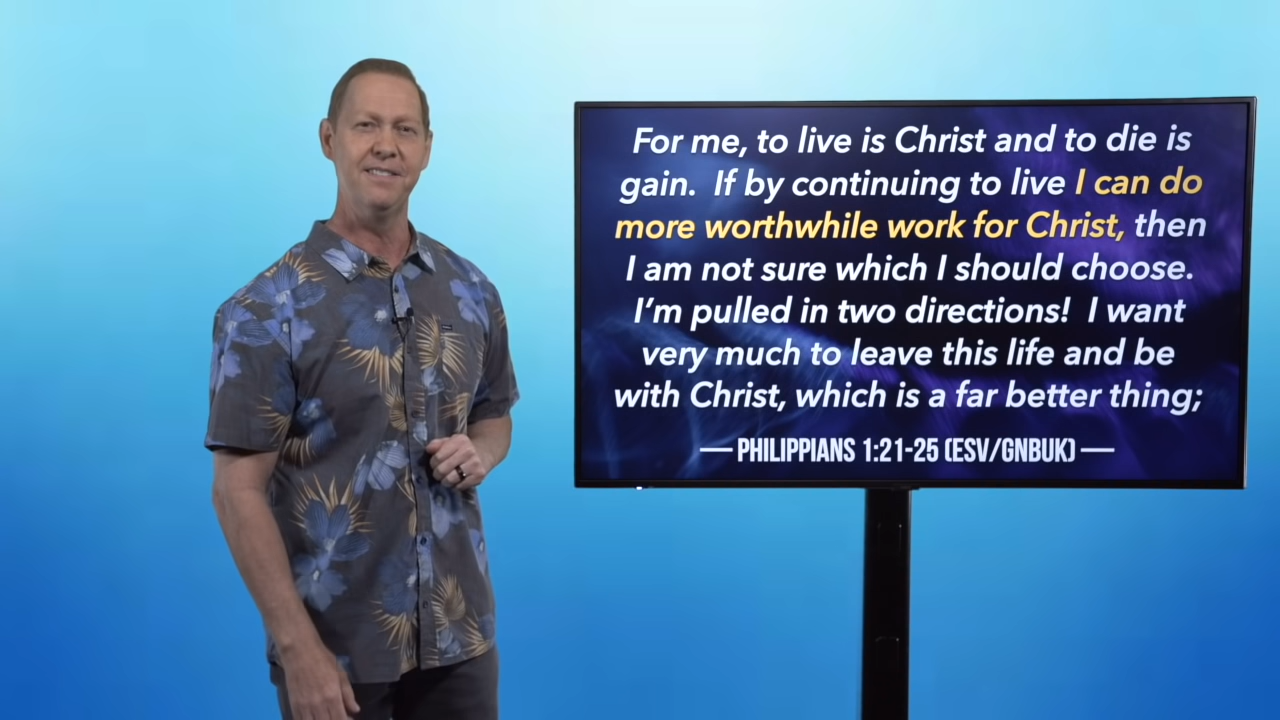 For me, to live is Christ and to die is
gain. If by continuing to live I can do
more worthwhile work for Christ, then
I am not sure which I should choose.
I'm pulled in two directions! I want
very much to leave this life and be
with Christ, which is a far better thing;
— PHILIPPIANS 1:21-25 (ESV/GNBUK) —